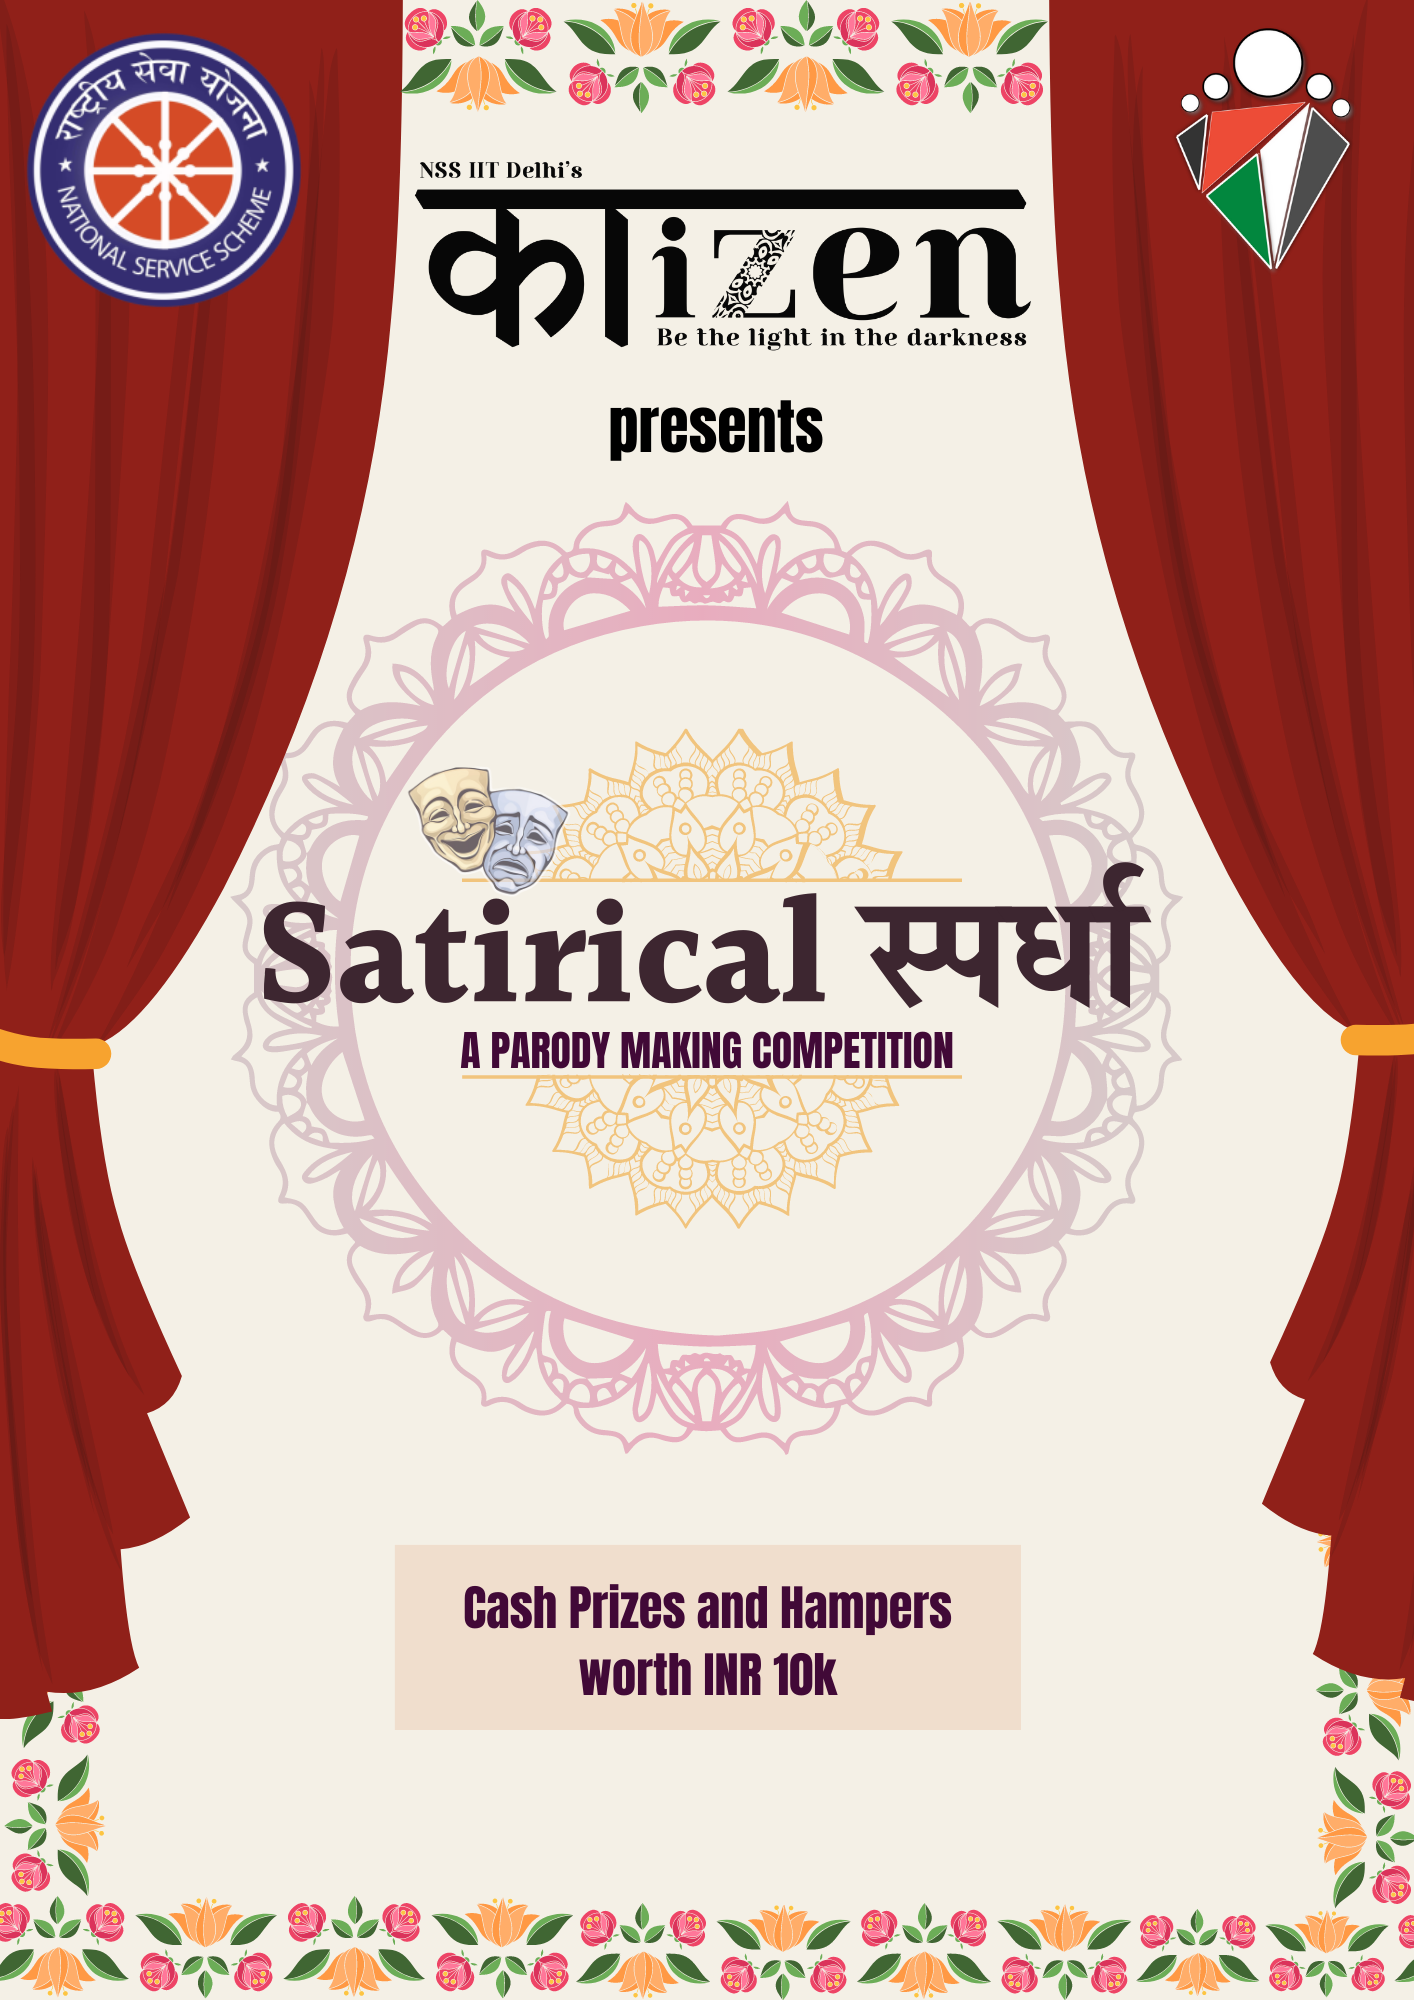 राष्ट्रीय सेवा योजना
NATIONAL SERVICE SCHEME
NSS IIT Delhi's
काizen
Be the light in the darkness
presents
Satirical स्पर्धा
A PARODY MAKING COMPETITION
Cash Prizes and Hampers
worth INR 10k